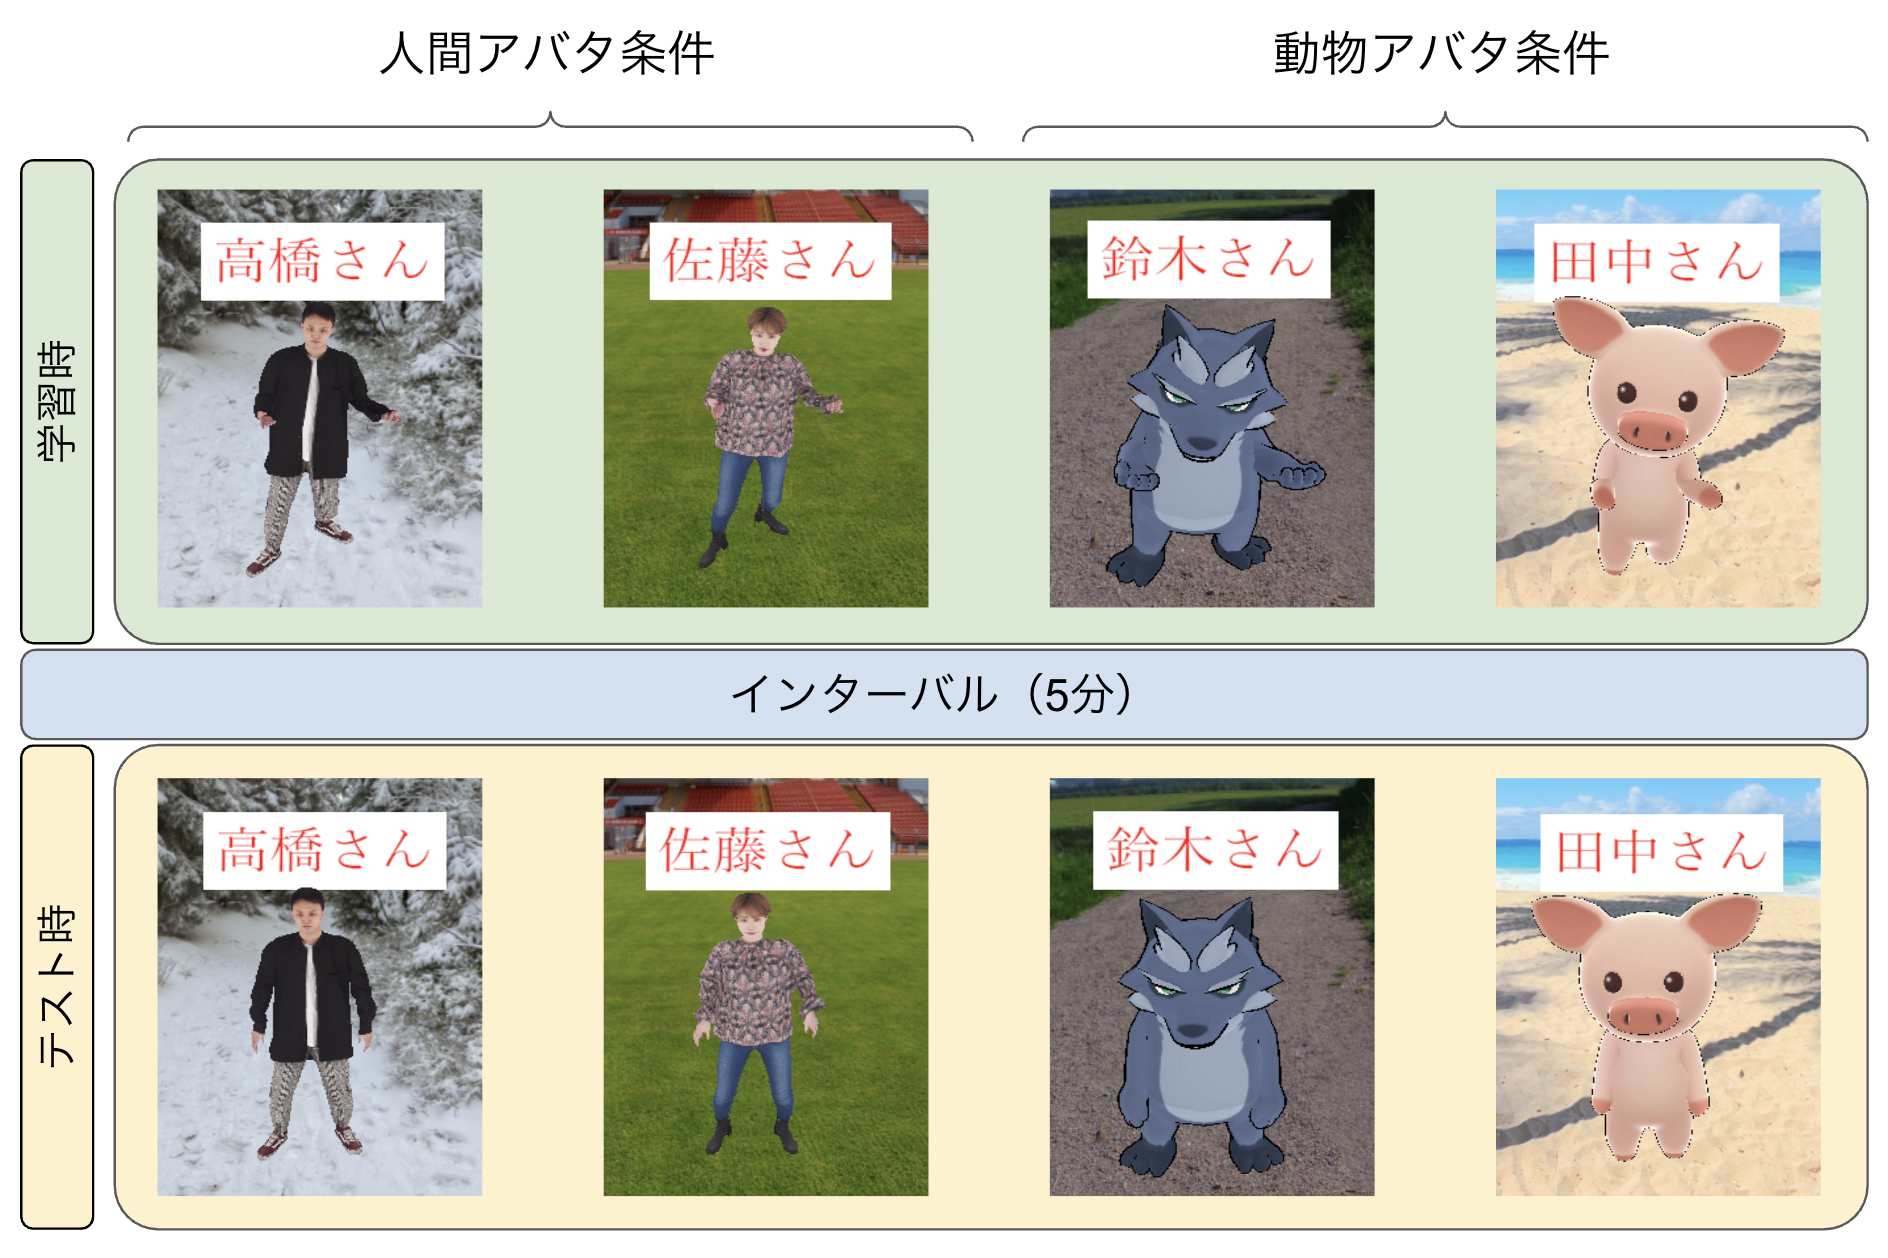 人間アバタ条件
動物アバタ条件
学習時
高橋さん
佐藤さん
鈴木さん
田中さん
インターバル（5分）
テスト時
高橋さん
佐藤さん
鈴木さん
田中さん